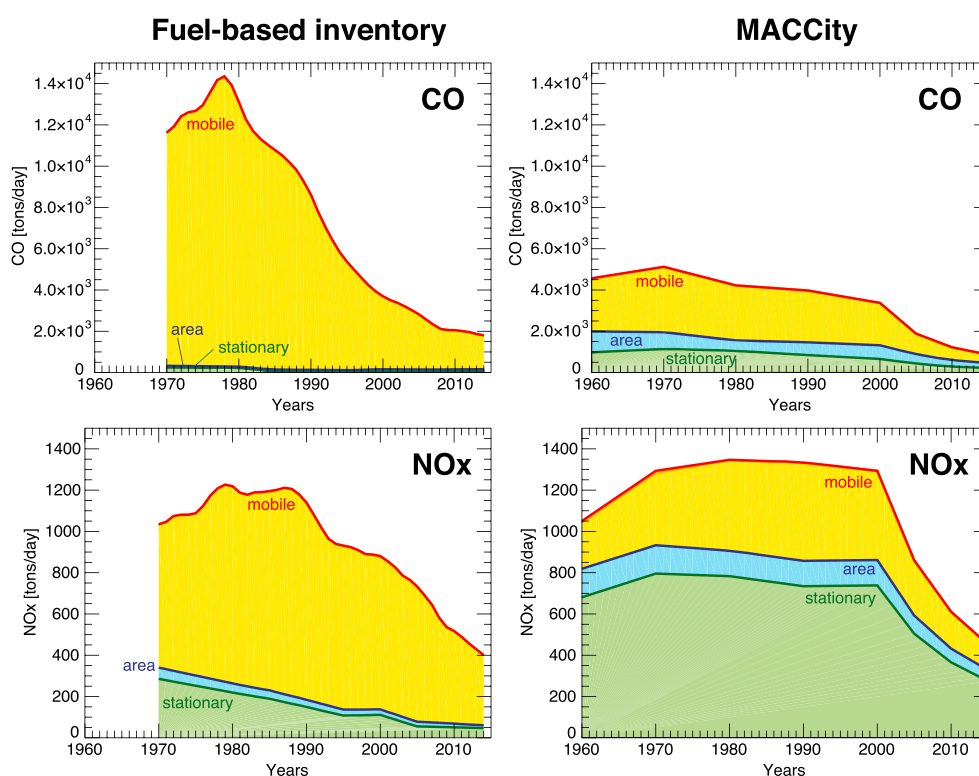 Fuel-based inventory
MACCity
CO
1.4×10⁴
1.2×10⁴
1.0×10⁴
8.0×10³
6.0×10³
4.0×10³
2.0×10³
0
CO [tons/day]
mobile
area
stationary
1960 1970 1980 1990 2000 2010
Years
CO
1.4×10⁴
1.2×10⁴
1.0×10⁴
8.0×10³
6.0×10³
4.0×10³
2.0×10³
0
CO [tons/day]
mobile
area
stationary
1960 1970 1980 1990 2000 2010
Years
NOx
1400
1200
1000
800
600
400
200
0
NOx [tons/day]
mobile
area
stationary
1960 1970 1980 1990 2000 2010
Years
NOx
1400
1200
1000
800
600
400
200
0
NOx [tons/day]
mobile
area
stationary
1960 1970 1980 1990 2000 2010
Years